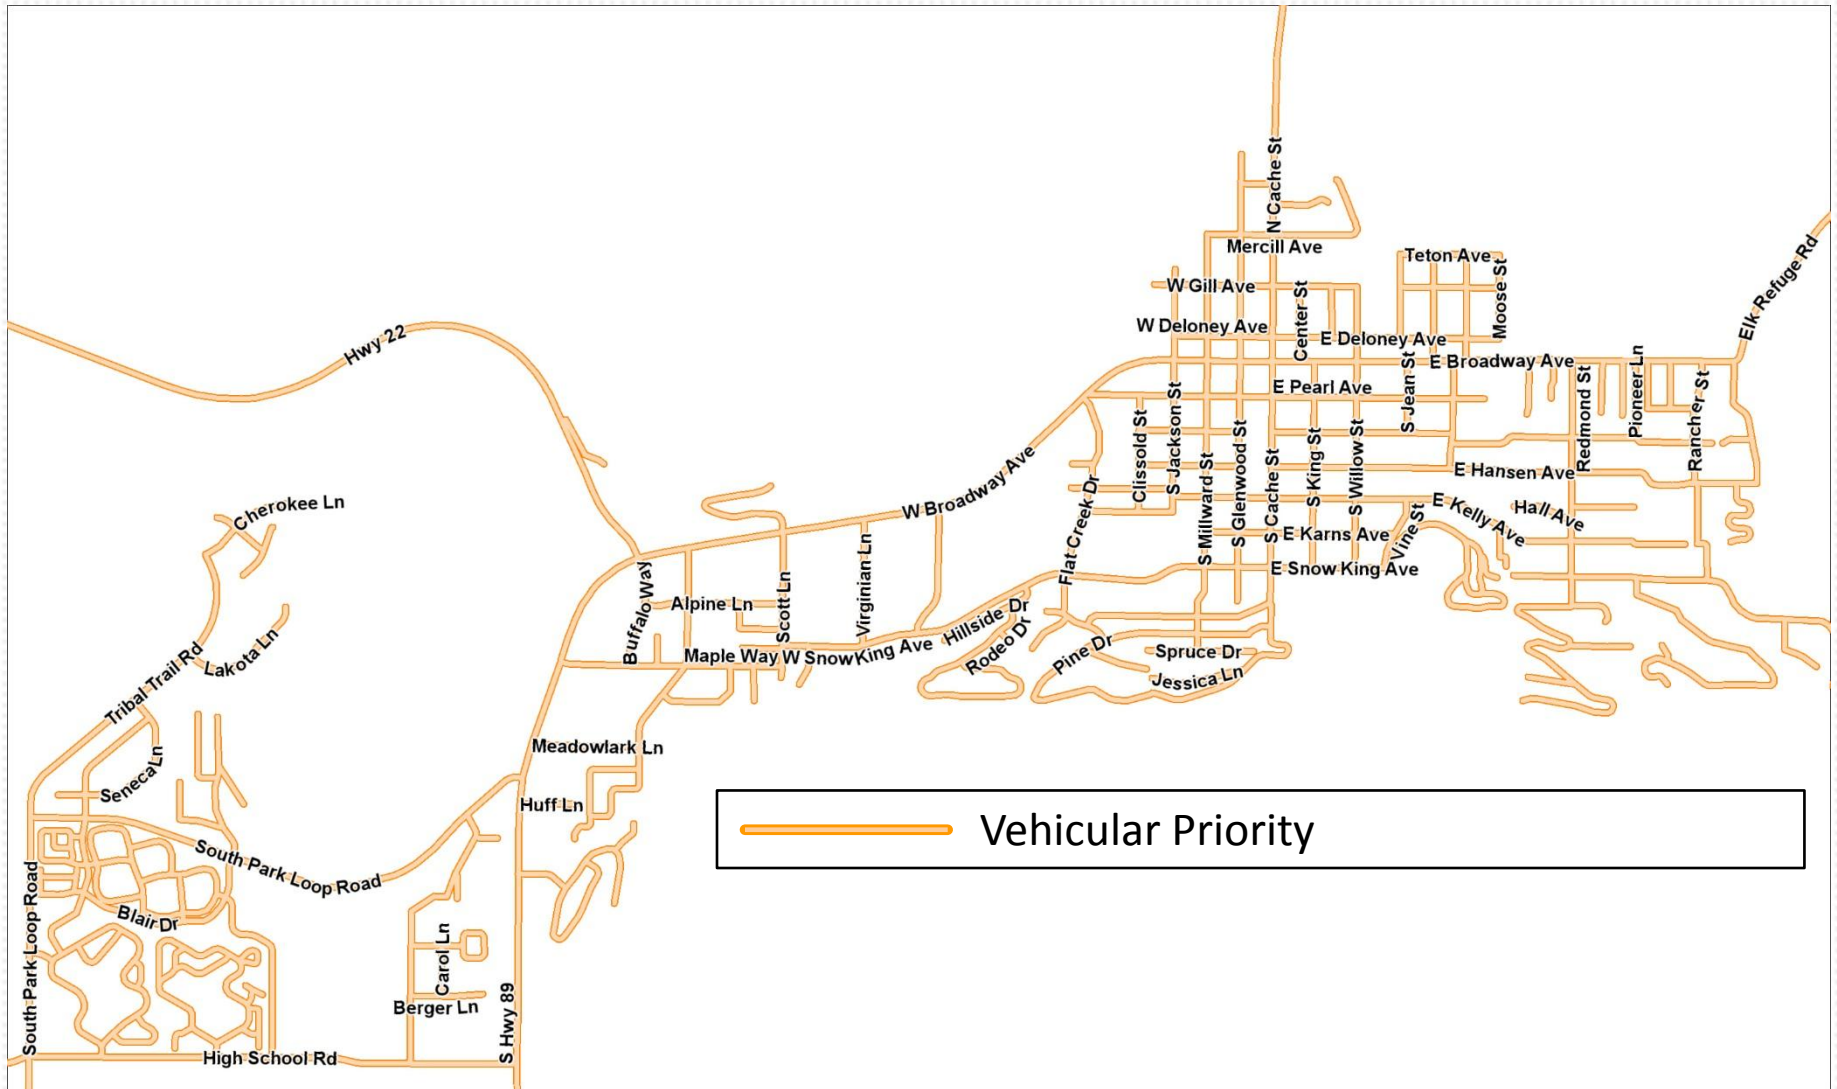 N Cache St
Mercill Ave
Teton Ave
Moose St
Elk Refuge Rd
W Gill Ave
Center St
W Deloney Ave
E Deloney Ave
Hwy 22
E Broadway Ave
E Pearl Ave
S Jean St
Redmond St
Pioneer Ln
Rancher St
Clissold St
S Jackson St
S Millward St
S Glenwood St
S Cache St
S King St
S Willow St
W Broadway Ave
E Hansen Ave
Flat Creek Dr
Cherokee Ln
E Kelly Ave
Hall Ave
Vine St
E Karns Ave
E Snow King Ave
Buffalo Way
Alpine Ln
Scott Ln
Virginian Ln
Hillside Dr
Rodeo Dr
Maple Way
W Snow King Ave
Pine Dr
Spruce Dr
Jessica Ln
Tribal Trail Rd
Lakota Ln
Seneca Ln
Meadowlark Ln
Huff Ln
Vehicular Priority
South Park Loop Road
South Park Loop Road
Blair Dr
Carol Ln
Berger Ln
S Hwy 89
High School Rd